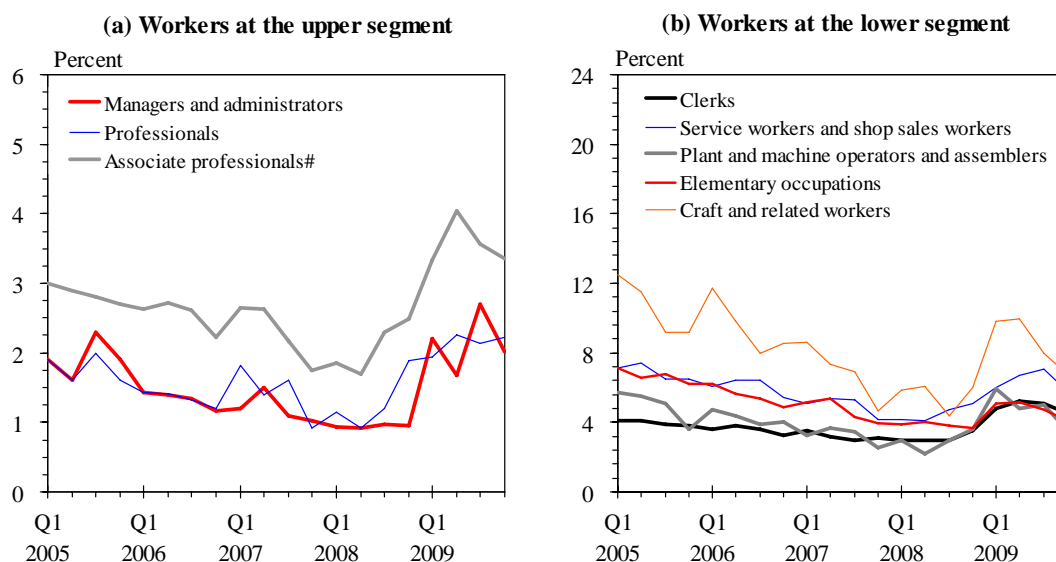 (a) Workers at the upper segment
Percent
6
5
4
3
2
1
0
Managers and administrators
Professionals
Associate professionals#
Q1 Q1 Q1 Q1 Q1
2005 2006 2007 2008 2009
(b) Workers at the lower segment
Percent
24
20
16
12
8
4
0
Clerks
Service workers and shop sales workers
Plant and machine operators and assemblers
Elementary occupations
Craft and related workers
Q1 Q1 Q1 Q1 Q1
2005 2006 2007 2008 2009